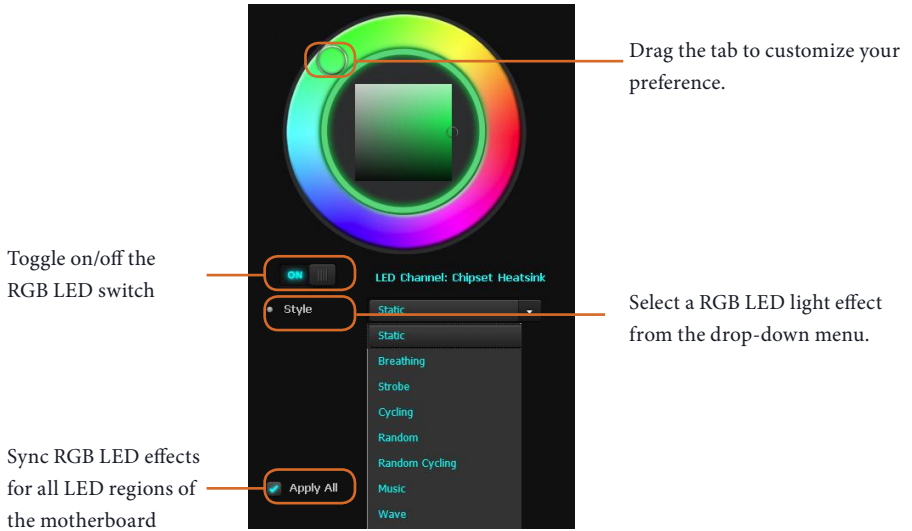 Drag the tab to customize your
preference.
Toggle on/off the
RGB LED switch
ON
LED Channel: Chipset Heatsink
Style
Static
Select a RGB LED light effect
from the drop-down menu.
Static
Breathing
Strobe
Cycling
Random
Random Cycling
Music
Wave
Sync RGB LED effects
for all LED regions of
the motherboard
Apply All